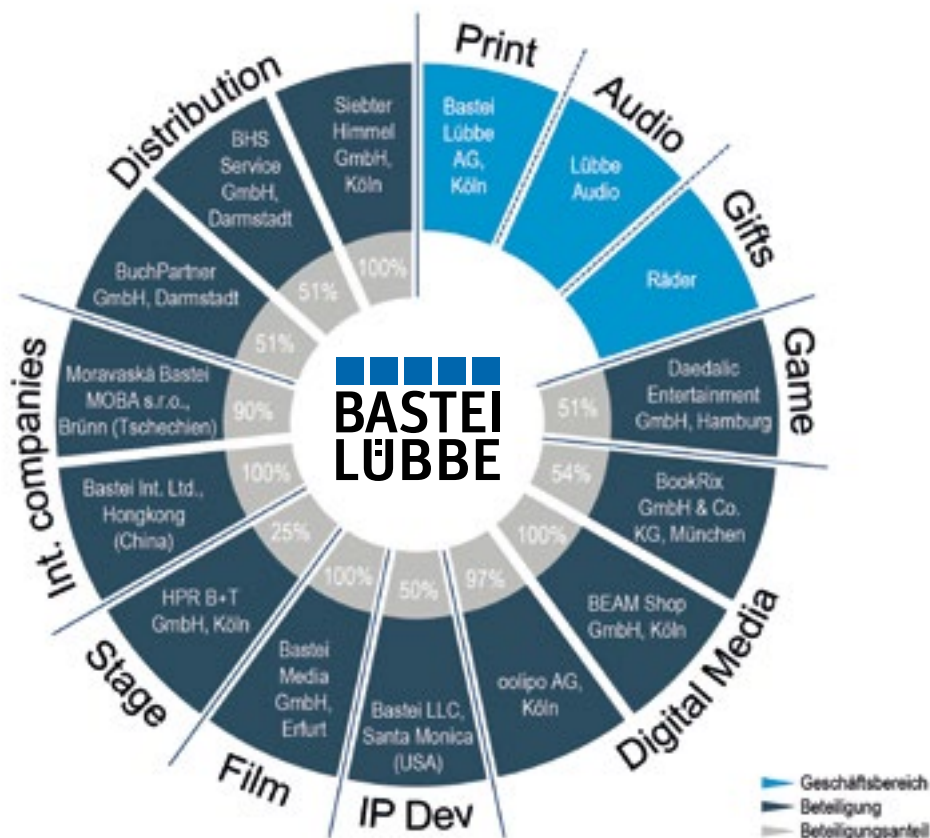 Print
Bastei
Lübbe
AG,
Köln
Audio
Lübbe
Audio
Gifts
Räder
Game
Daedalic
Entertainment
GmbH, Hamburg
51%
Digital Media
BookRix
GmbH & Co.
KG, München
54%
BEAM Shop
GmbH, Köln
100%
oolipo AG,
Köln
97%
IP Dev
Bastei LLC,
Santa Monica
(USA)
50%
Film
Bastei
Media
GmbH,
Erfurt
100%
Stage
HPR B+T
GmbH, Köln
25%
Int. companies
Bastei Int. Ltd.,
Hongkong
(China)
100%
Moravaská Bastei
MOBA s.r.o.,
Brünn (Tschechien)
90%
Distribution
BuchPartner
GmbH, Darmstadt
51%
BHS
Service
GmbH,
Darmstadt
51%
Siebter
Himmel
GmbH,
Köln
100%
BASTEI
LÜBBE
Geschäftsbereich
Beteiligung
Beteiligungsanteil